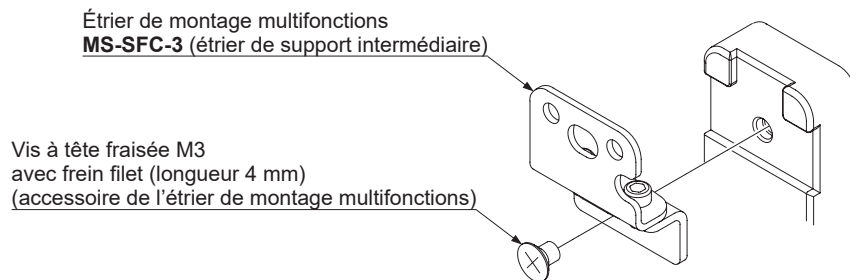 Étrier de montage multifonctions
MS-SFC-3 (étrier de support intermédiaire)
Vis à tête fraisée M3
avec frein filet (longueur 4 mm)
(accessoire de l’étrier de montage multifonctions)